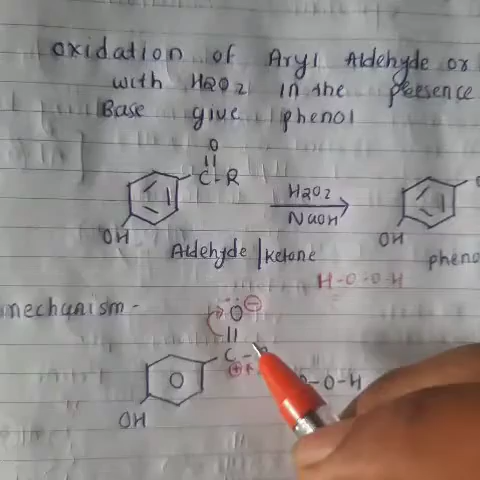 oxidation of Aryl Aldehyde or
with H2O2 in the presence
Base give phenol
O
C-R
H2O2
NaOH
OH
OH
Aldehyde/ketone
pheno
H-O-O-H
mechanism-
O
C
O-O-H
OH